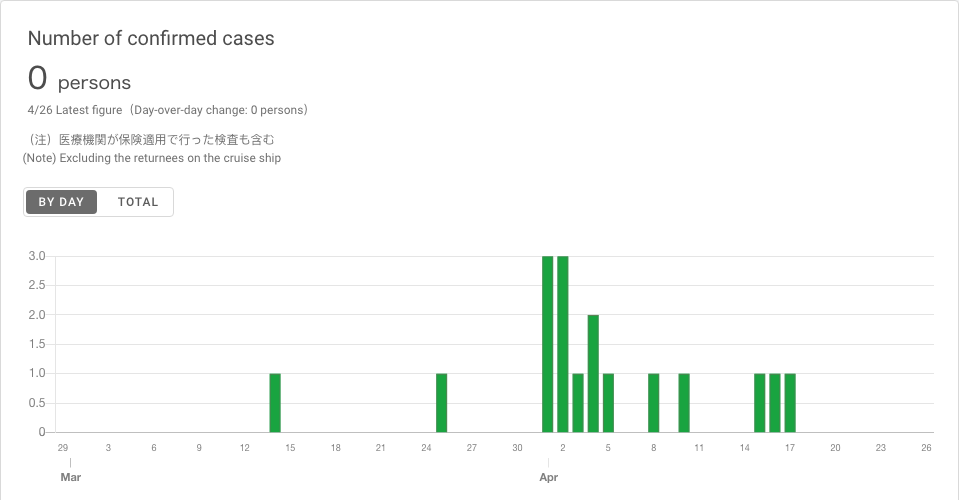 Number of confirmed cases
0 persons
4/26 Latest figure（Day-over-day change: 0 persons）
（注）医療機関が保険適用で行った検査も含む
(Note) Excluding the returnees on the cruise ship
BY DAY TOTAL
3.0
2.5
2.0
1.5
1.0
0.5
0
29 3 6 9 12 15 18 21 24 27 30 2 5 8 11 14 17 20 23 26
Mar Apr